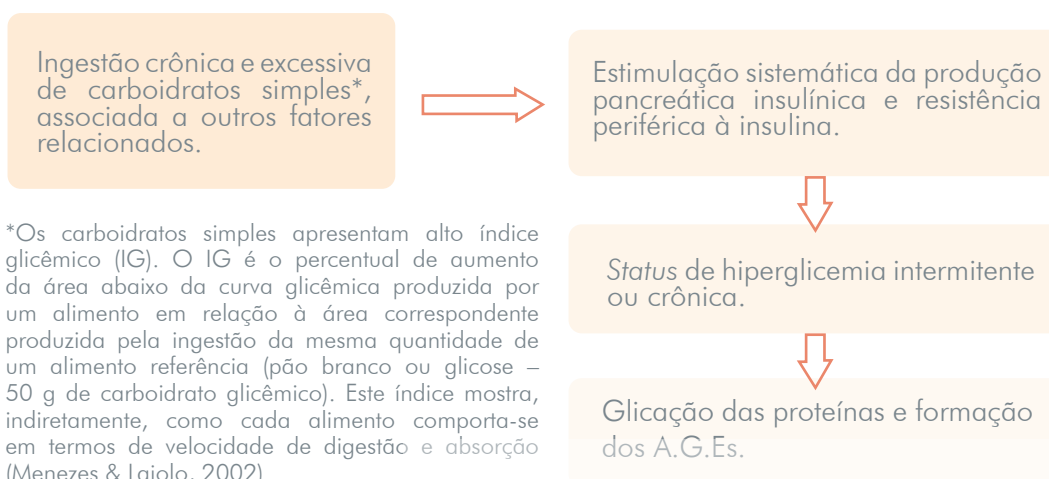 Ingestão crônica e excessiva
de carboidratos simples*,
associada a outros fatores
relacionados.
Estimulação sistemática da produção
pancreática insulínica e resistência
periférica à insulina.
Status de hiperglicemia intermitente
ou crônica.
Glicação das proteínas e formação
dos A.G.Es.
*Os carboidratos simples apresentam alto índice
glicêmico (IG). O IG é o percentual de aumento
da área abaixo da curva glicêmica produzida por
um alimento em relação à área correspondente
produzida pela ingestão da mesma quantidade de
um alimento referência (pão branco ou glicose –
50 g de carboidrato glicêmico). Este índice mostra,
indiretamente, como cada alimento comporta-se
em termos de velocidade de digestão e absorção
(Menezes & Lajolo, 2002)